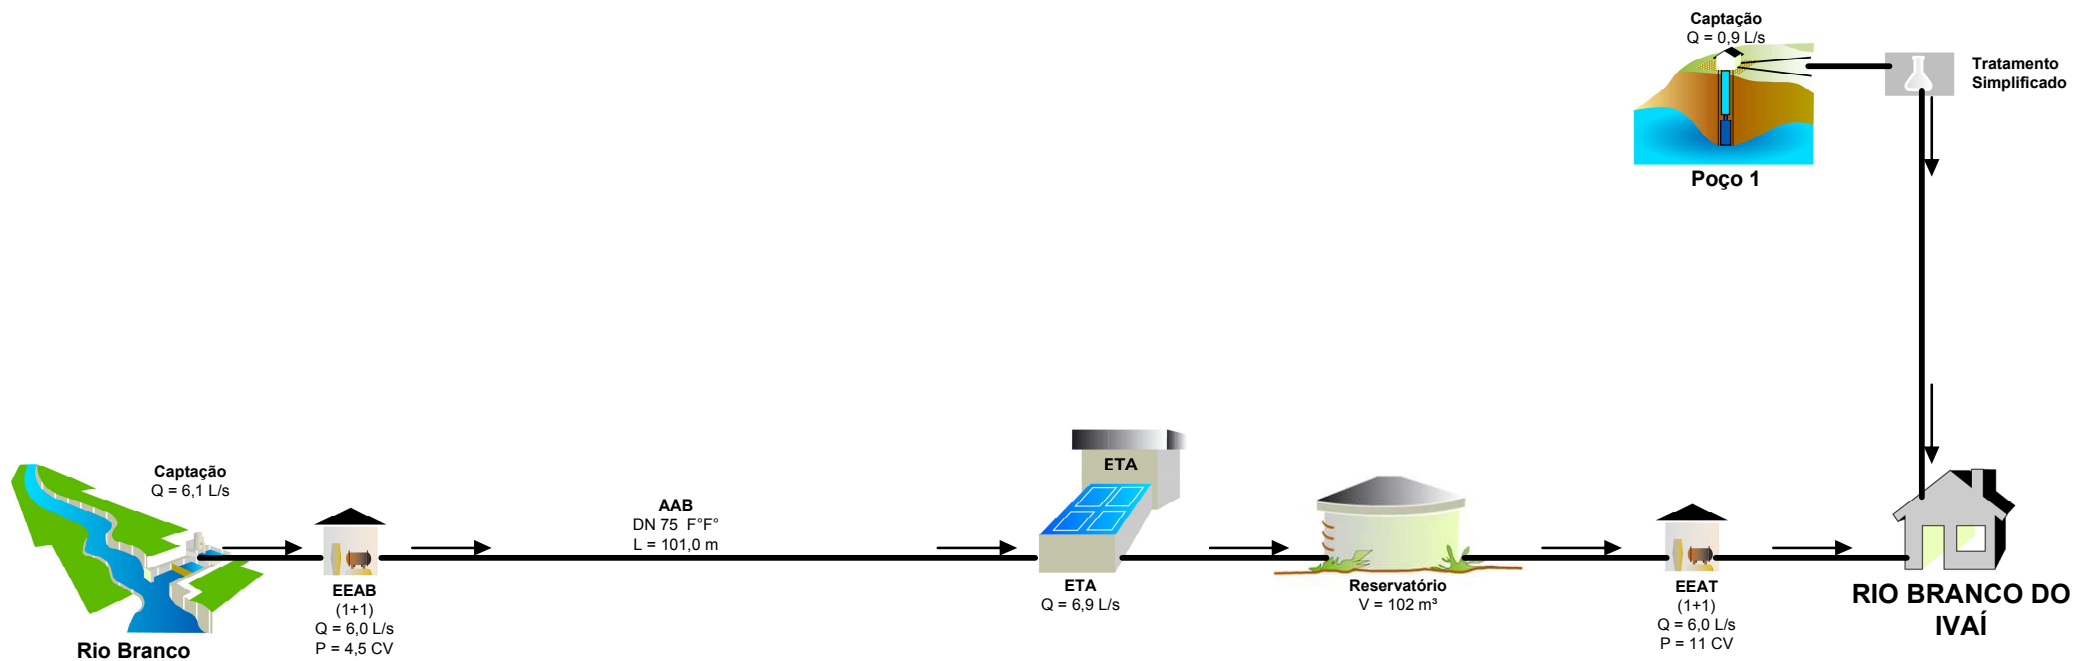 Captação
Q = 0,9 L/s
Tratamento
Simplificado
Poço 1
Captação
Q = 6,1 L/s
Rio Branco
EEAB
(1+1)
Q = 6,0 L/s
P = 4,5 CV
AAB
DN 75 F°F°
L = 101,0 m
ETA
ETA
Q = 6,9 L/s
Reservatório
V = 102 m³
EEAT
(1+1)
Q = 6,0 L/s
P = 11 CV
RIO BRANCO DO
IVAÍ